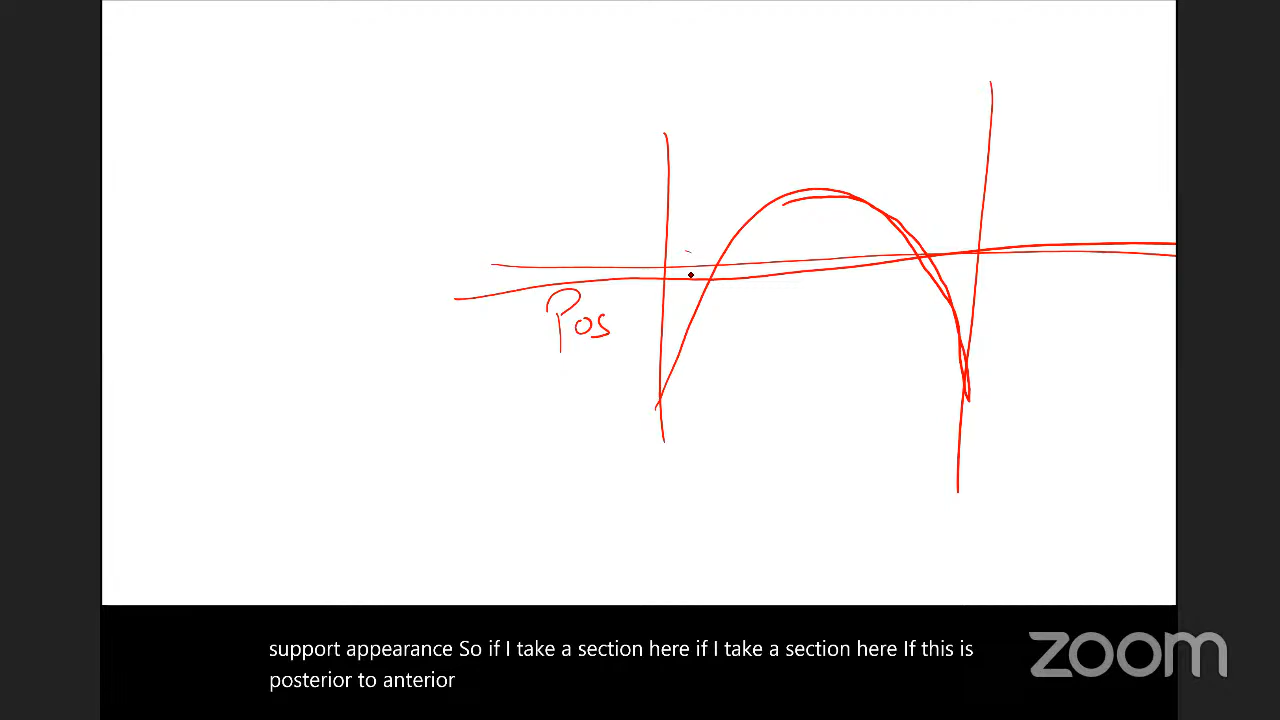 Pos
support appearance So if I take a section here if I take a section here If this is
posterior to anterior
zoom